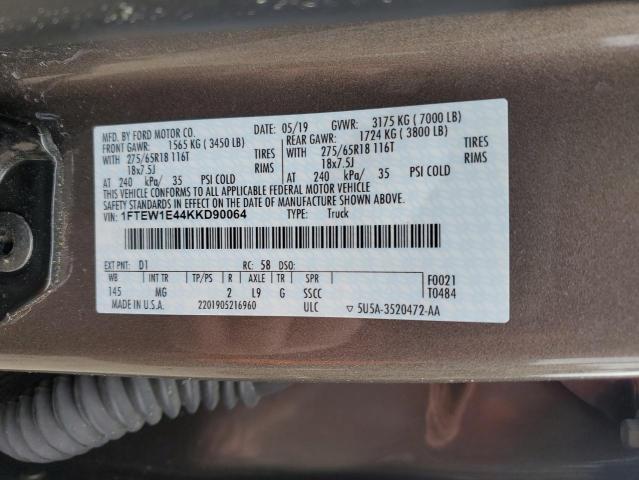 MFD. BY FORD MOTOR CO. DATE: 05/19 GVWR: 3175 KG ( 7000 LB)
FRONT GAWR: 1565 KG ( 3450 LB) REAR GAWR: 1724 KG ( 3800 LB)
WITH 275/65R18 116T TIRES WITH 275/65R18 116T TIRES
18x7.5J RIMS 18x7.5J RIMS
AT 240 kPa/ 35 PSI COLD AT 240 kPa/ 35 PSI COLD
THIS VEHICLE CONFORMS TO ALL APPLICABLE FEDERAL MOTOR VEHICLE
SAFETY STANDARDS IN EFFECT ON THE DATE OF MANUFACTURE SHOWN ABOVE.
VIN: 1FTEW1E44KKD90064 TYPE: Truck
EXT PNT: D1 RC: 58 DSO:
WB INT TR TP/PS R AXLE TR SPR F0021
145 MG 2 L9 G SSCC T0484
MADE IN U.S.A. 2201905216960 ULC ▽ 5U5A-3520472-AA